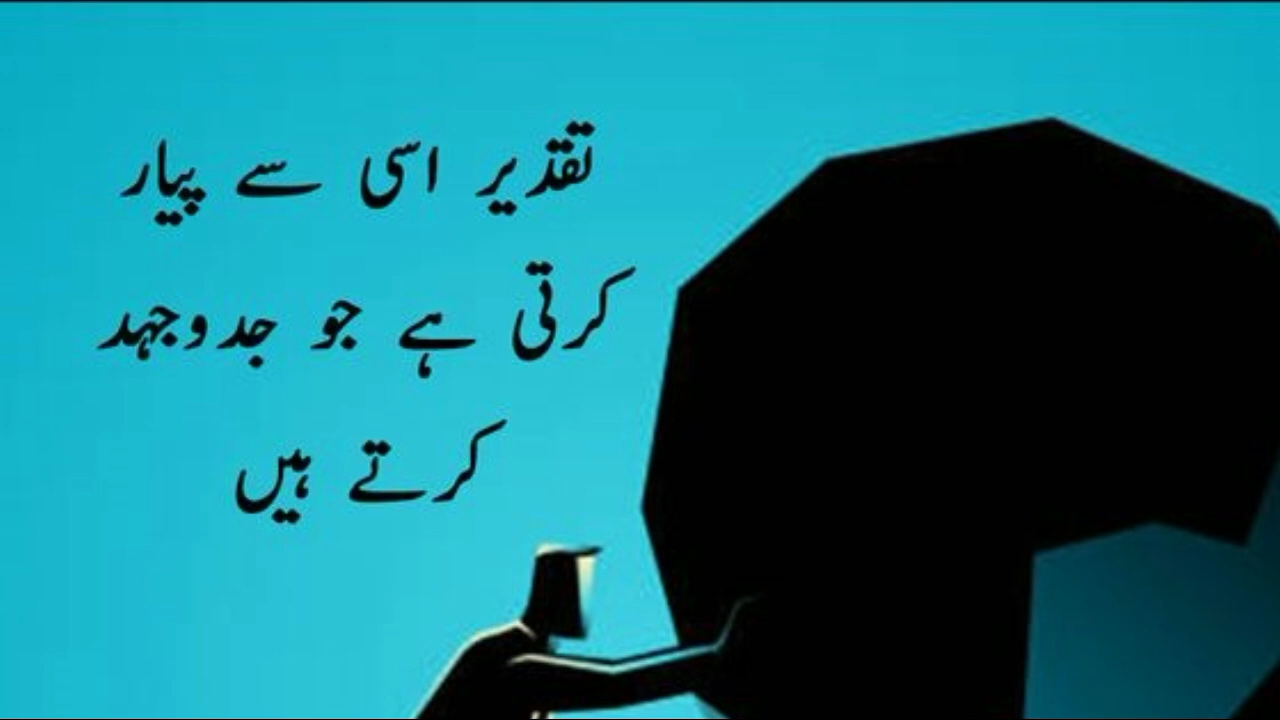 تقدیر اسی سے پیار
کرتی ہے جو جدوجہد
کرتے ہیں